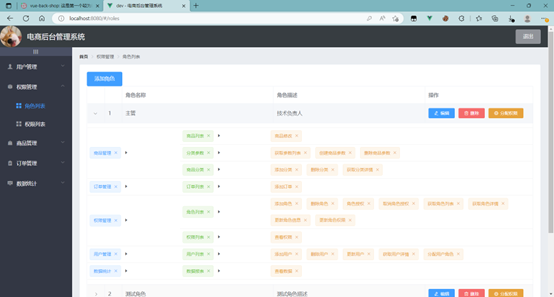 vue-back-shop: 这是第一个
dev - 电商后台管理系统
localhost:8080/#/roles
电商后台管理系统
退出
首页 权限管理 角色列表
用户管理
权限管理
角色列表
权限列表
商品管理
订单管理
数据统计
添加角色
角色名称 角色描述 操作
1 主管 技术负责人 编辑 删除 分配权限
商品管理 商品列表 商品修改
分类参数 获取参数列表 创建商品参数 删除商品参数
商品分类 添加分类 删除分类 获取分类详情
订单管理 订单列表 添加订单
权限管理 角色列表 添加角色 删除角色 角色授权 取消角色授权 获取角色列表 获取角色详情
更新角色信息 更新角色权限
权限列表 查看权限
用户管理 用户列表 添加用户 删除用户 更新用户 获取用户详情 分配用户角色
数据统计 数据报表 查看数据
2 测试角色 测试角色描述 编辑 删除 分配权限